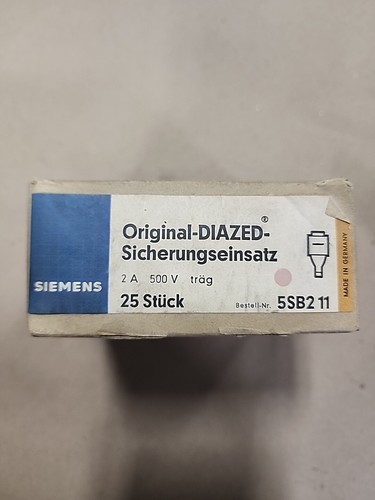 Original-DIAZED®-
Sicherungseinsatz
2 A 500 V träg
SIEMENS
25 Stück
Bestell-Nr. 5SB2 11
MADE IN GERMANY